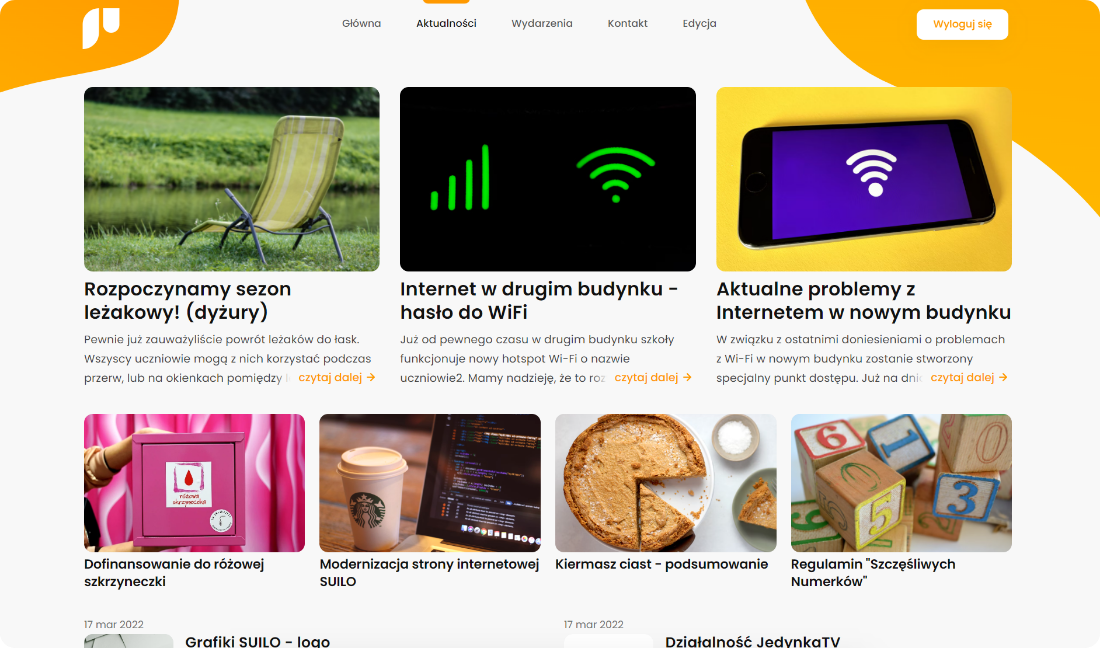 Główna
Aktualności
Wydarzenia
Kontakt
Edycja
Wyloguj się
Rozpoczynamy sezon
leżakowy! (dyżury)
Pewnie już zauważyliście powrót leżaków do łask.
Wszyscy uczniowie mogą z nich korzystać podczas
przerw, lub na okienkach pomiędzy czytaj dalej →
Internet w drugim budynku -
hasło do WiFi
Już od pewnego czasu w drugim budynku szkoły
funkcjonuje nowy hotspot Wi-Fi o nazwie
uczniowie2. Mamy nadzieję, że to czytaj dalej →
Aktualne problemy z
Internetem w nowym budynku
W związku z ostatnimi doniesieniami o problemach
z Wi-Fi w nowym budynku zostanie stworzony
specjalny punkt dostępu. Już na czytaj dalej →
różowa
skrzyneczka
6
1
0
5
3
Dofinansowanie do różowej
szkrzyneczki
Modernizacja strony internetowej
SUILO
Kiermasz ciast - podsumowanie
Regulamin "Szczęśliwych
Numerków"
17 mar 2022
Grafiki SUILO - logo
17 mar 2022
Działalność JedynkaTV